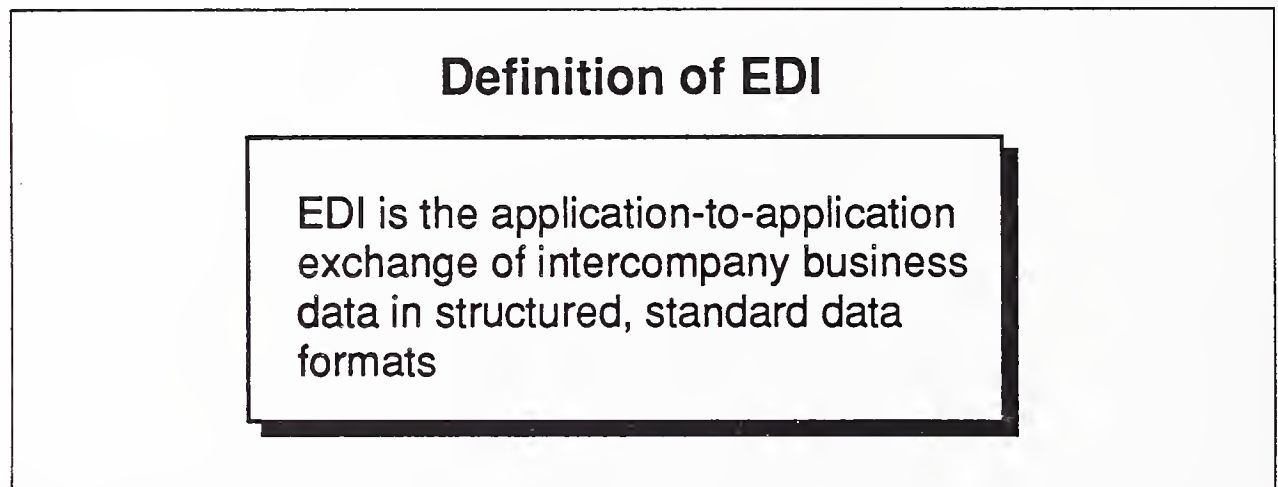 Definition of EDI
EDI is the application-to-application
exchange of intercompany business
data in structured, standard data
formats